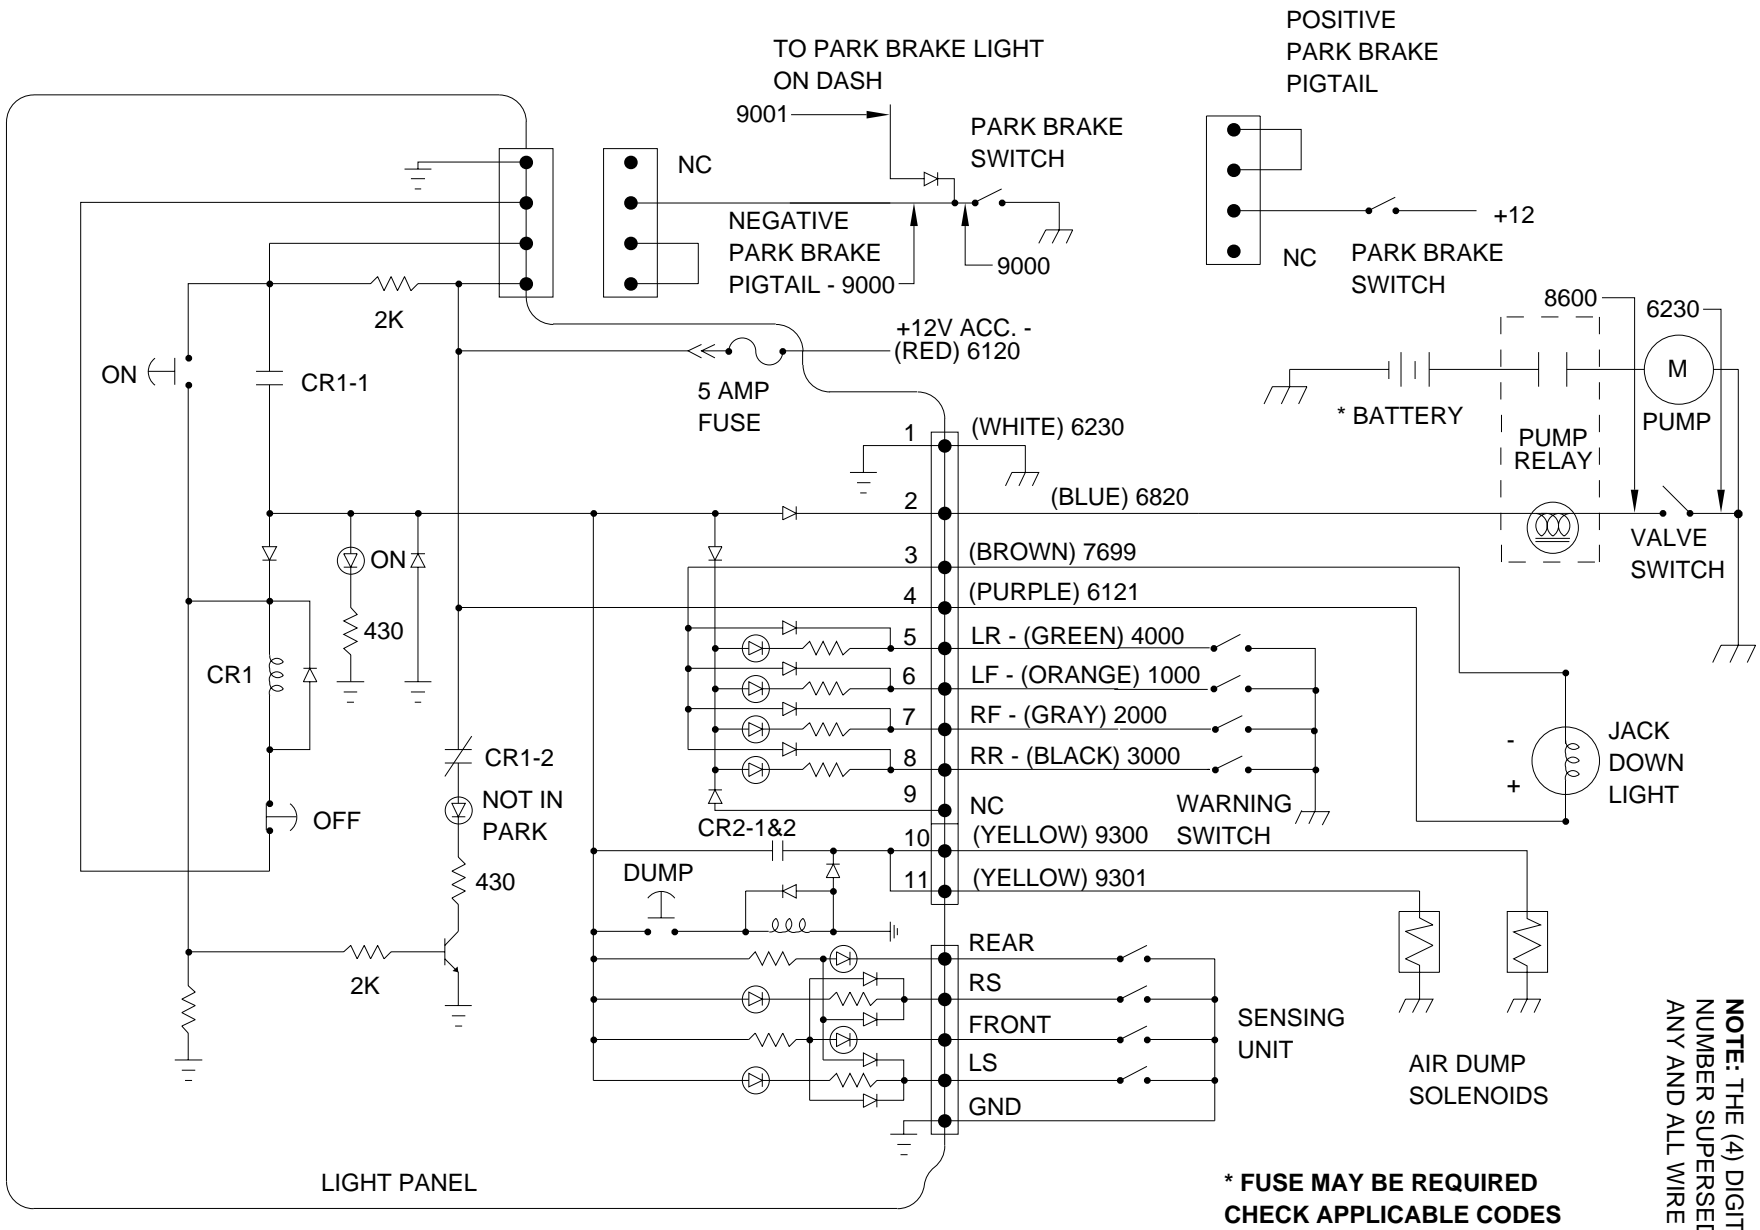 POSITIVE
PARK BRAKE
PIGTAIL
TO PARK BRAKE LIGHT
ON DASH
9001
PARK BRAKE
SWITCH
NC
NEGATIVE
PARK BRAKE
PIGTAIL - 9000
9000
+12
NC
PARK BRAKE
SWITCH
2K
+12V ACC. -
(RED) 6120
5 AMP
FUSE
8600
6230
M
PUMP
* BATTERY
PUMP
RELAY
VALVE
SWITCH
ON
CR1-1
1
(WHITE) 6230
2
(BLUE) 6820
3
(BROWN) 7699
4
(PURPLE) 6121
5
LR - (GREEN) 4000
6
LF - (ORANGE) 1000
7
RF - (GRAY) 2000
8
RR - (BLACK) 3000
9
NC
WARNING
SWITCH
10
(YELLOW) 9300
11
(YELLOW) 9301
ON
430
CR1
CR1-2
NOT IN
PARK
OFF
430
2K
CR2-1&2
DUMP
-
+
JACK
DOWN
LIGHT
REAR
RS
FRONT
LS
GND
SENSING
UNIT
AIR DUMP
SOLENOIDS
LIGHT PANEL
* FUSE MAY BE REQUIRED
CHECK APPLICABLE CODES
NOTE: THE (4) DIGIT
NUMBER
ANY AND ALL WIRE